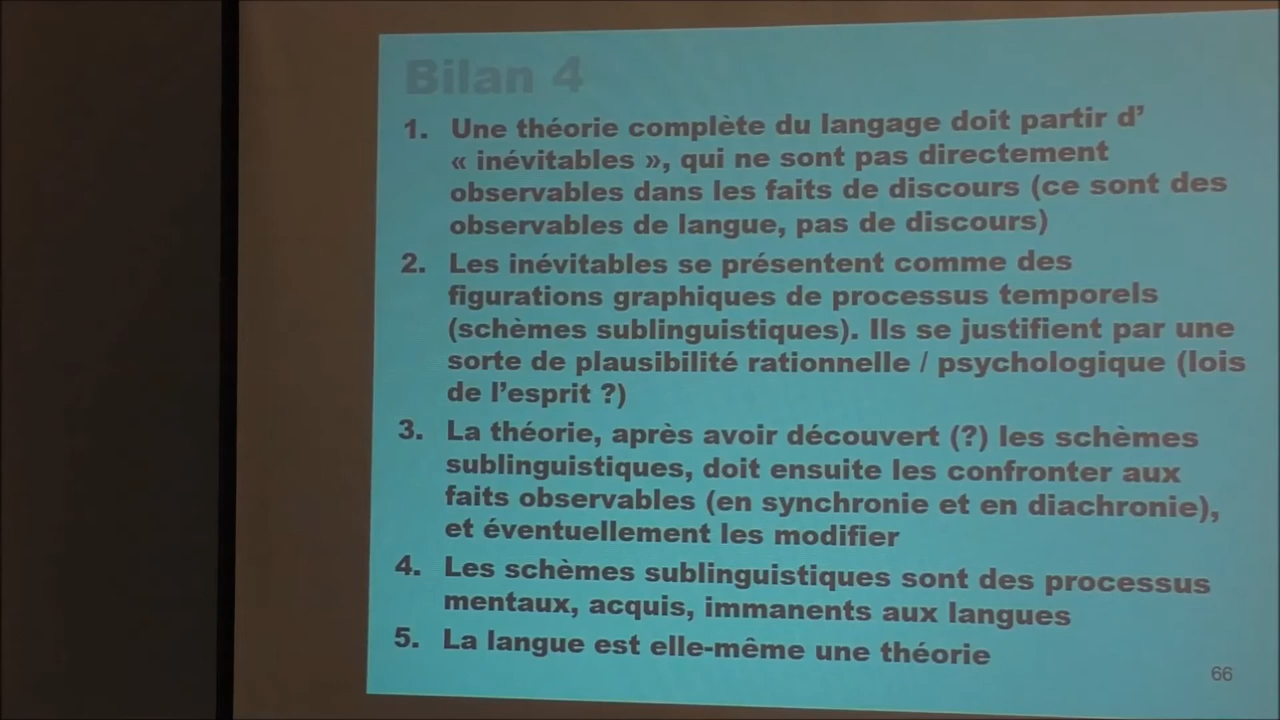 Bilan 4
1. Une théorie complète du langage doit partir d’
« inévitables », qui ne sont pas directement
observables dans les faits de discours (ce sont des
observables de langue, pas de discours)
2. Les inévitables se présentent comme des
figurations graphiques de processus temporels
(schèmes sublinguistiques). Ils se justifient par une
sorte de plausibilité rationnelle / psychologique (lois
de l’esprit ?)
3. La théorie, après avoir découvert (?) les schèmes
sublinguistiques, doit ensuite les confronter aux
faits observables (en synchronie et en diachronie),
et éventuellement les modifier
4. Les schèmes sublinguistiques sont des processus
mentaux, acquis, immanents aux langues
5. La langue est elle-même une théorie
66